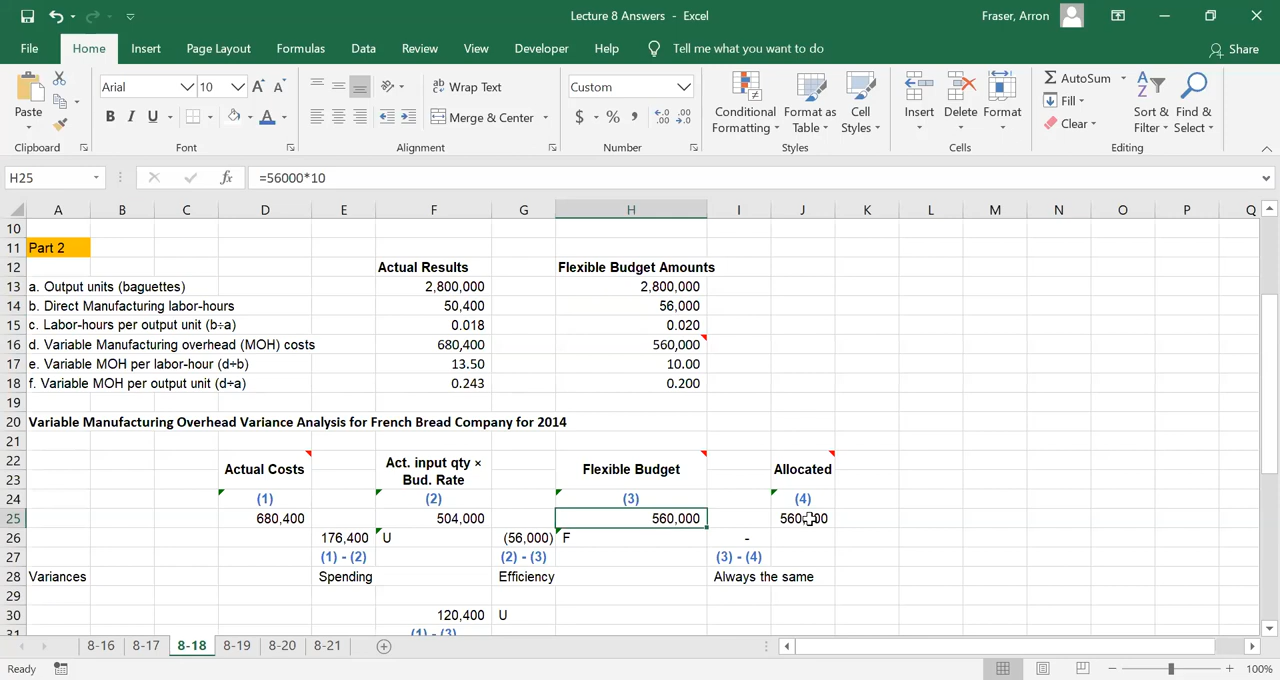 Lecture 8 Answers - Excel
Fraser, Arron
File Home Insert Page Layout Formulas Data Review View Developer Help Tell me what you want to do Share
Paste
Clipboard
Arial 10 A A
B I U A
Font
Wrap Text
Merge & Center
Alignment
Custom
$ % ,
Number
Conditional Formatting
Format as Table
Cell Styles
Styles
Insert Delete Format
Cells
AutoSum
Fill
Clear
Sort & Filter
Find & Select
Editing
H25 fx =56000*10
A B C D E F G H I J K L M N O P Q
10
11 Part 2
12 Actual Results Flexible Budget Amounts
13 a. Output units (baguettes) 2,800,000 2,800,000
14 b. Direct Manufacturing labor-hours 50,400 56,000
15 c. Labor-hours per output unit (b÷a) 0.018 0.020
16 d. Variable Manufacturing overhead (MOH) costs 680,400 560,000
17 e. Variable MOH per labor-hour (d÷b) 13.50 10.00
18 f. Variable MOH per output unit (d÷a) 0.243 0.200
19
20 Variable Manufacturing Overhead Variance Analysis for French Bread Company for 2014
21
22 Act. input qty ×
23 Actual Costs Bud. Rate Flexible Budget Allocated
24 (1) (2) (3) (4)
25 680,400 504,000 560,000
26 176,400 U (56,000) F -
27 (1) - (2) (2) - (3) (3) - (4)
28 Variances Spending Efficiency Always the same
29
30 120,400 U
31 (1) - (3)
8-16 8-17 8-18 8-19 8-20 8-21
Ready 100%